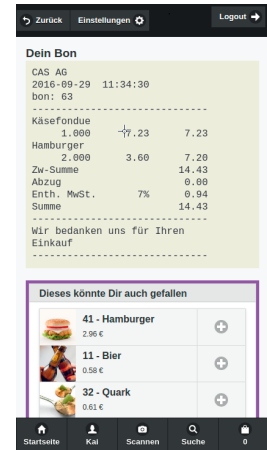 Zurück Einstellungen Logout
Dein Bon
CAS AG
2016-09-29 11:34:30
bon: 63
--------------------------------
Käsefondue
1.000 7.23 7.23
Hamburger
2.000 3.60 7.20
Zw-Summe 14.43
Abzug 0.00
Enth. MwSt. 7% 0.94
Summe 14.43
--------------------------------
Wir bedanken uns für Ihren
Einkauf
--------------------------------
Dieses könnte Dir auch gefallen
41 - Hamburger
2.96 €
11 - Bier
0.58 €
32 - Quark
0.61 €
Startseite Kai Scannen Suche 0